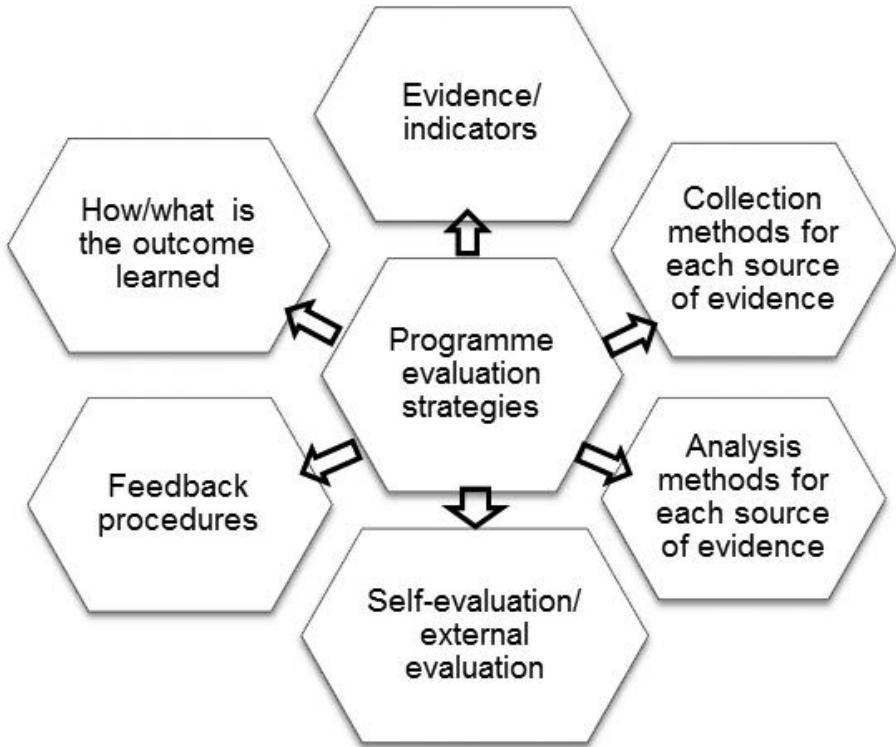 Evidence/
indicators
How/what is
the outcome
learned
Collection
methods for
each source
of evidence
Programme
evaluation
strategies
Feedback
procedures
Analysis
methods for
each source
of evidence
Self-evaluation/
external
evaluation